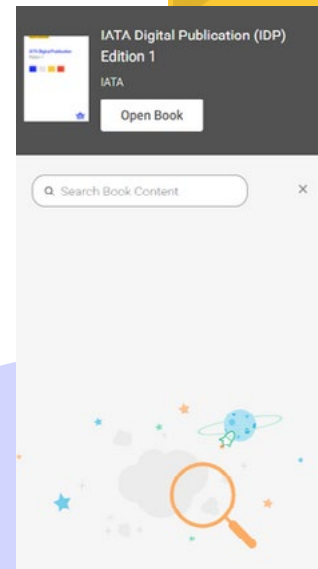 IATA Digital Publication (IDP)
Edition 1
IATA
Open Book
Search Book Content